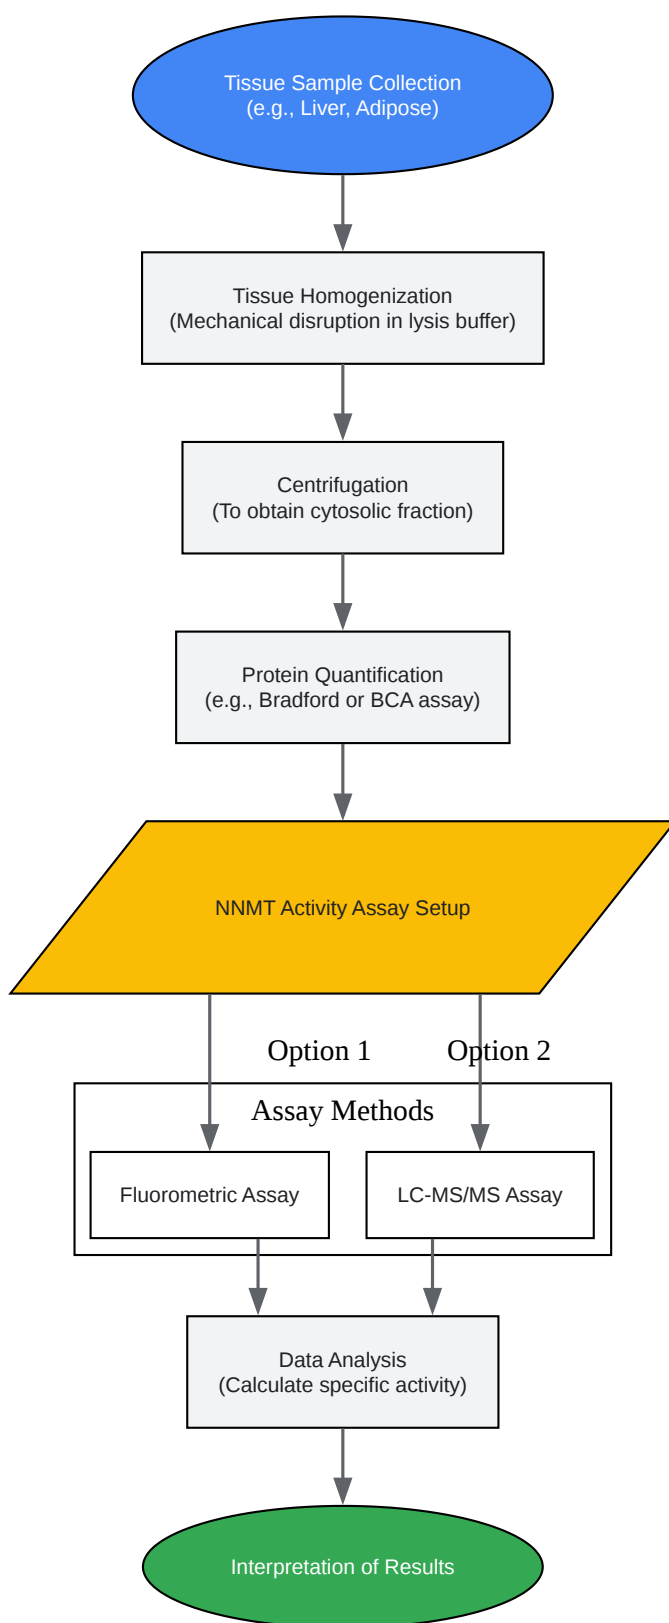 Tissue Sample Collection
(e.g., Liver, Adipose)
Tissue Homogenization
(Mechanical disruption in lysis buffer)
Centrifugation
(To obtain cytosolic fraction)
Protein Quantification
(e.g., Bradford or BCA assay)
NNMT Activity Assay Setup
Option 1
Option 2
Assay Methods
Fluorometric Assay
LC-MS/MS Assay
Data Analysis
(Calculate specific activity)
Interpretation of Results